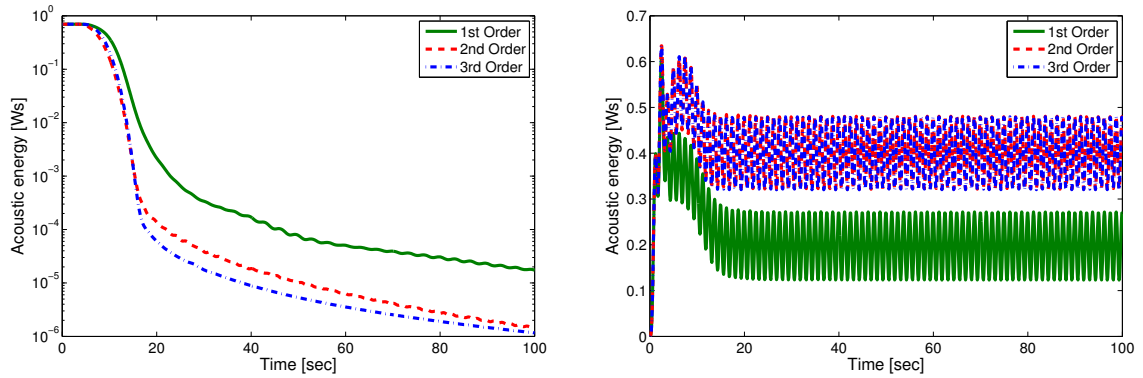 10⁰
10⁻¹
10⁻²
10⁻³
10⁻⁴
10⁻⁵
10⁻⁶
0 20 40 60 80 100
Time [sec]
Acoustic energy [Ws]
1st Order
2nd Order
3rd Order
0.7
0.6
0.5
0.4
0.3
0.2
0.1
0
0 20 40 60 80 100
Time [sec]
Acoustic energy [Ws]
1st Order
2nd Order
3rd Order